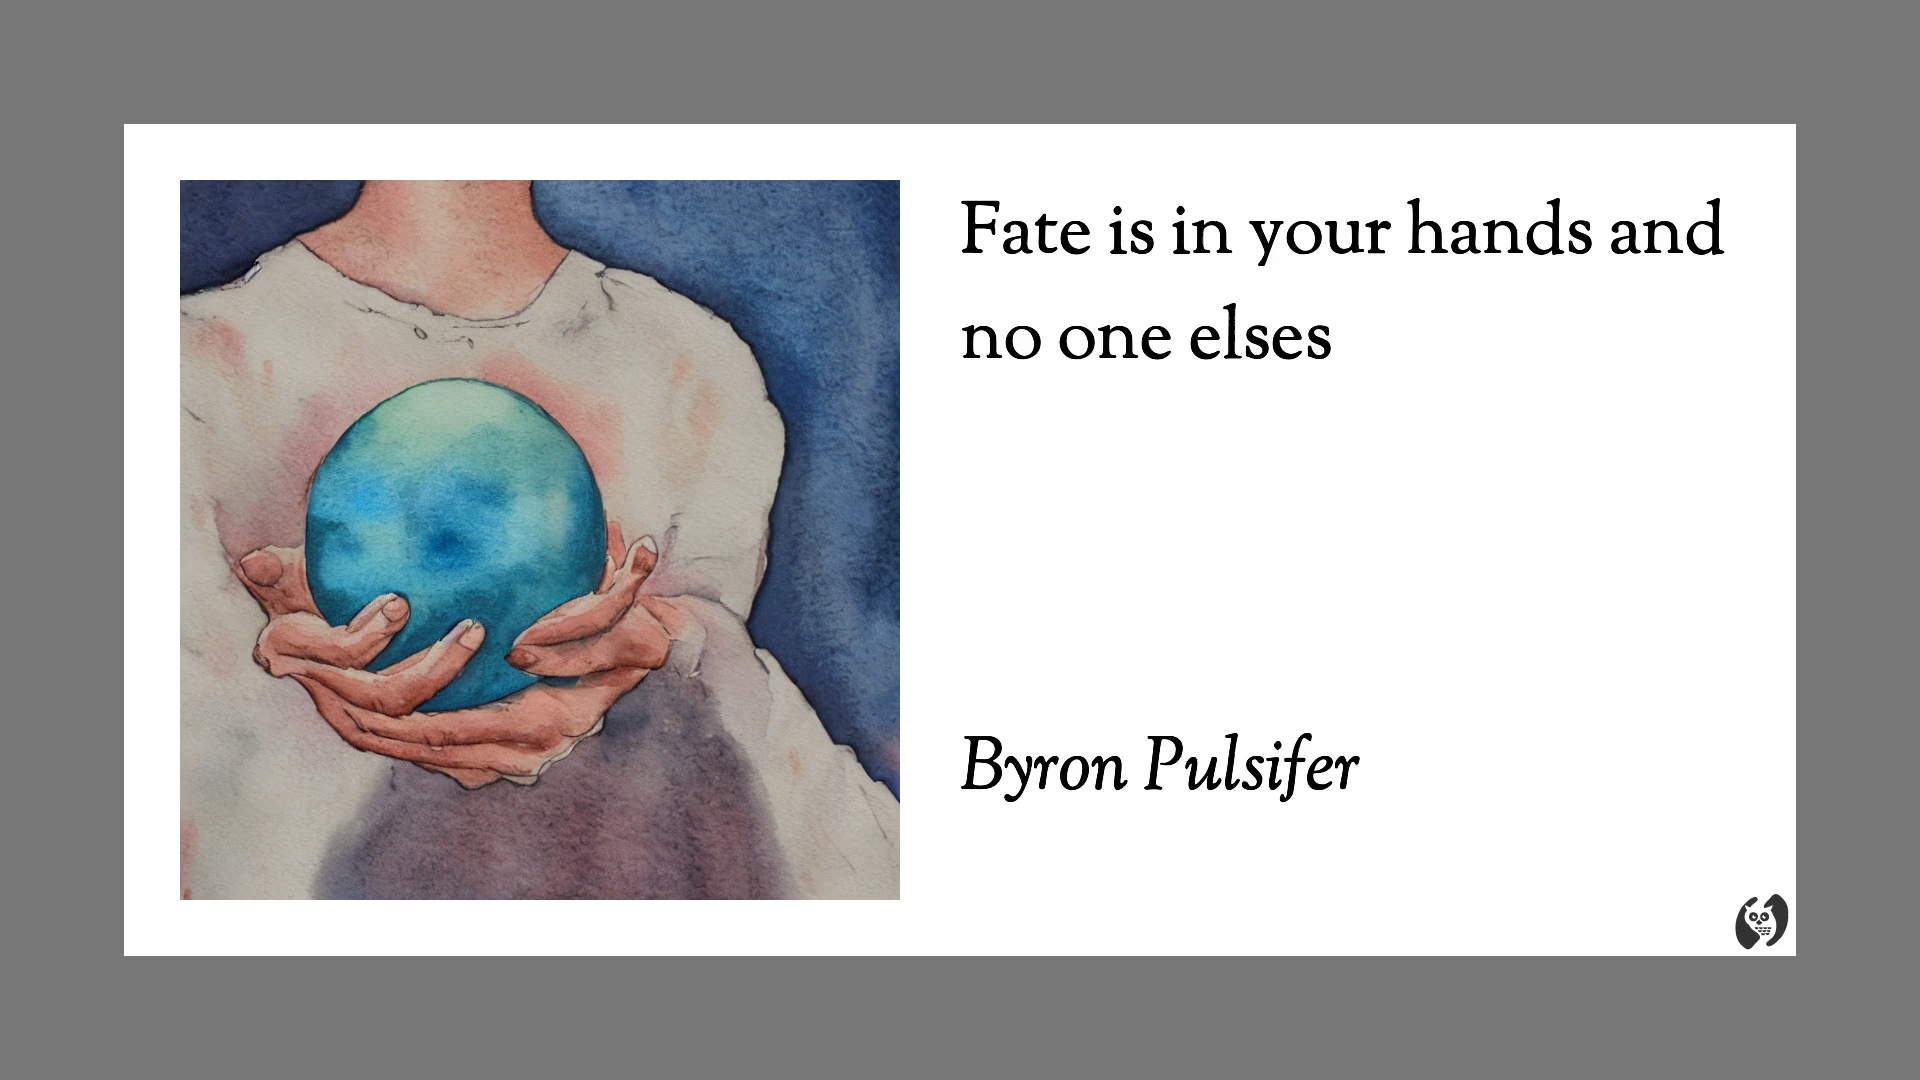 Fate is in your hands and
no one elses
Byron Pulsifer